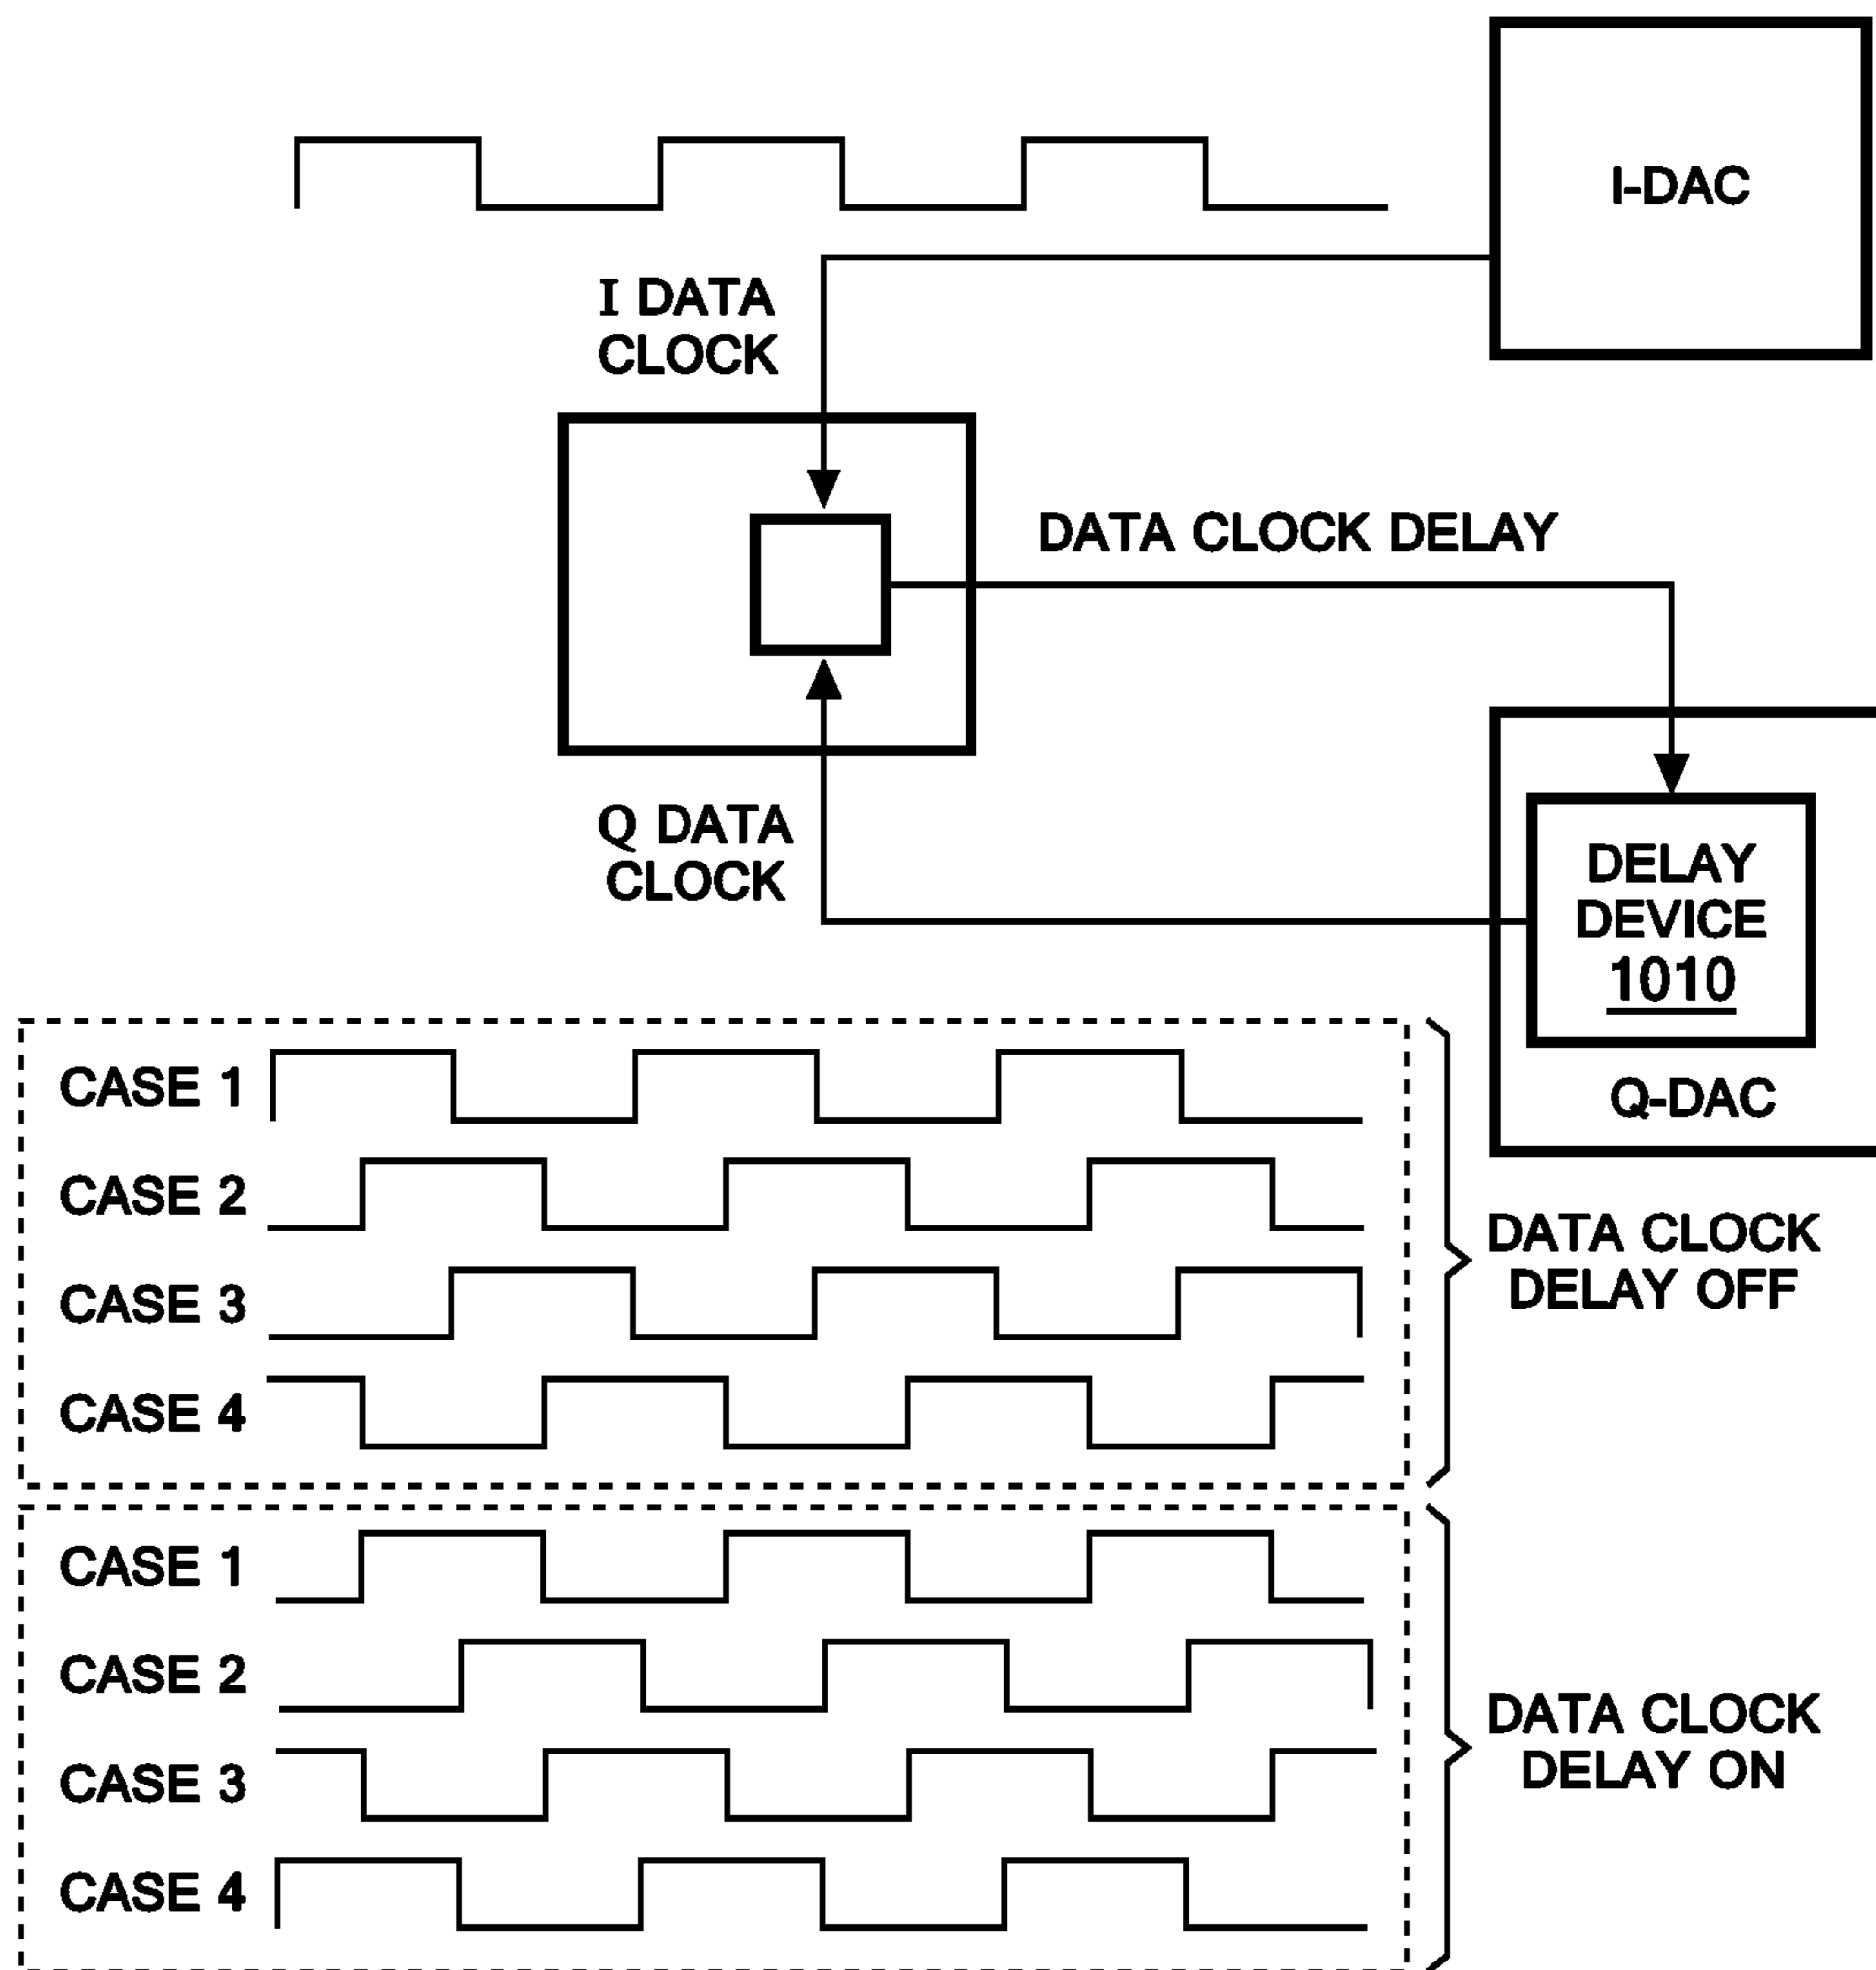 I-DAC
I DATA
CLOCK
DATA CLOCK DELAY
Q DATA
CLOCK
DELAY
DEVICE
1010
Q-DAC
CASE 1
CASE 2
CASE 3
CASE 4
DATA CLOCK
DELAY OFF
CASE 1
CASE 2
CASE 3
CASE 4
DATA CLOCK
DELAY ON